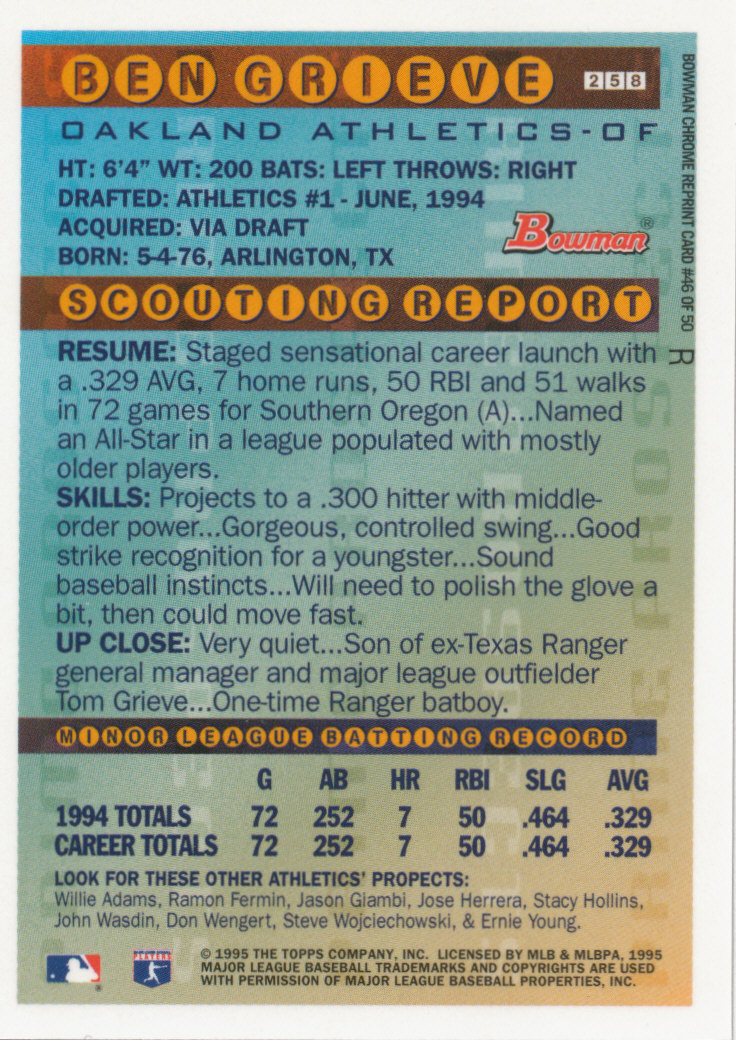 BEN GRIEVE 258
OAKLAND ATHLETICS-OF
HT: 6'4" WT: 200 BATS: LEFT THROWS: RIGHT
DRAFTED: ATHLETICS #1 - JUNE, 1994
ACQUIRED: VIA DRAFT
BORN: 5-4-76, ARLINGTON, TX
Bowman®
BOWMAN CHROME REPRINT CARD #46 OF 50
R
SCOUTING REPORT
RESUME: Staged sensational career launch with
a .329 AVG, 7 home runs, 50 RBI and 51 walks
in 72 games for Southern Oregon (A)...Named
an All-Star in a league populated with mostly
older players.
SKILLS: Projects to a .300 hitter with middle-
order power...Gorgeous, controlled swing...Good
strike recognition for a youngster...Sound
baseball instincts...Will need to polish the glove a
bit, then could move fast.
UP CLOSE: Very quiet...Son of ex-Texas Ranger
general manager and major league outfielder
Tom Grieve...One-time Ranger batboy.
MINOR LEAGUE BATTING RECORD
G AB HR RBI SLG AVG
1994 TOTALS 72 252 7 50 .464 .329
CAREER TOTALS 72 252 7 50 .464 .329
LOOK FOR THESE OTHER ATHLETICS' PROPECTS:
Willie Adams, Ramon Fermin, Jason Giambi, Jose Herrera, Stacy Hollins,
John Wasdin, Don Wengert, Steve Wojciechowski, & Ernie Young.
PLAYERS
© 1995 THE TOPPS COMPANY, INC. LICENSED BY MLB & MLBPA, 1995
MAJOR LEAGUE BASEBALL TRADEMARKS AND COPYRIGHTS ARE USED
WITH PERMISSION OF MAJOR LEAGUE BASEBALL PROPERTIES, INC.